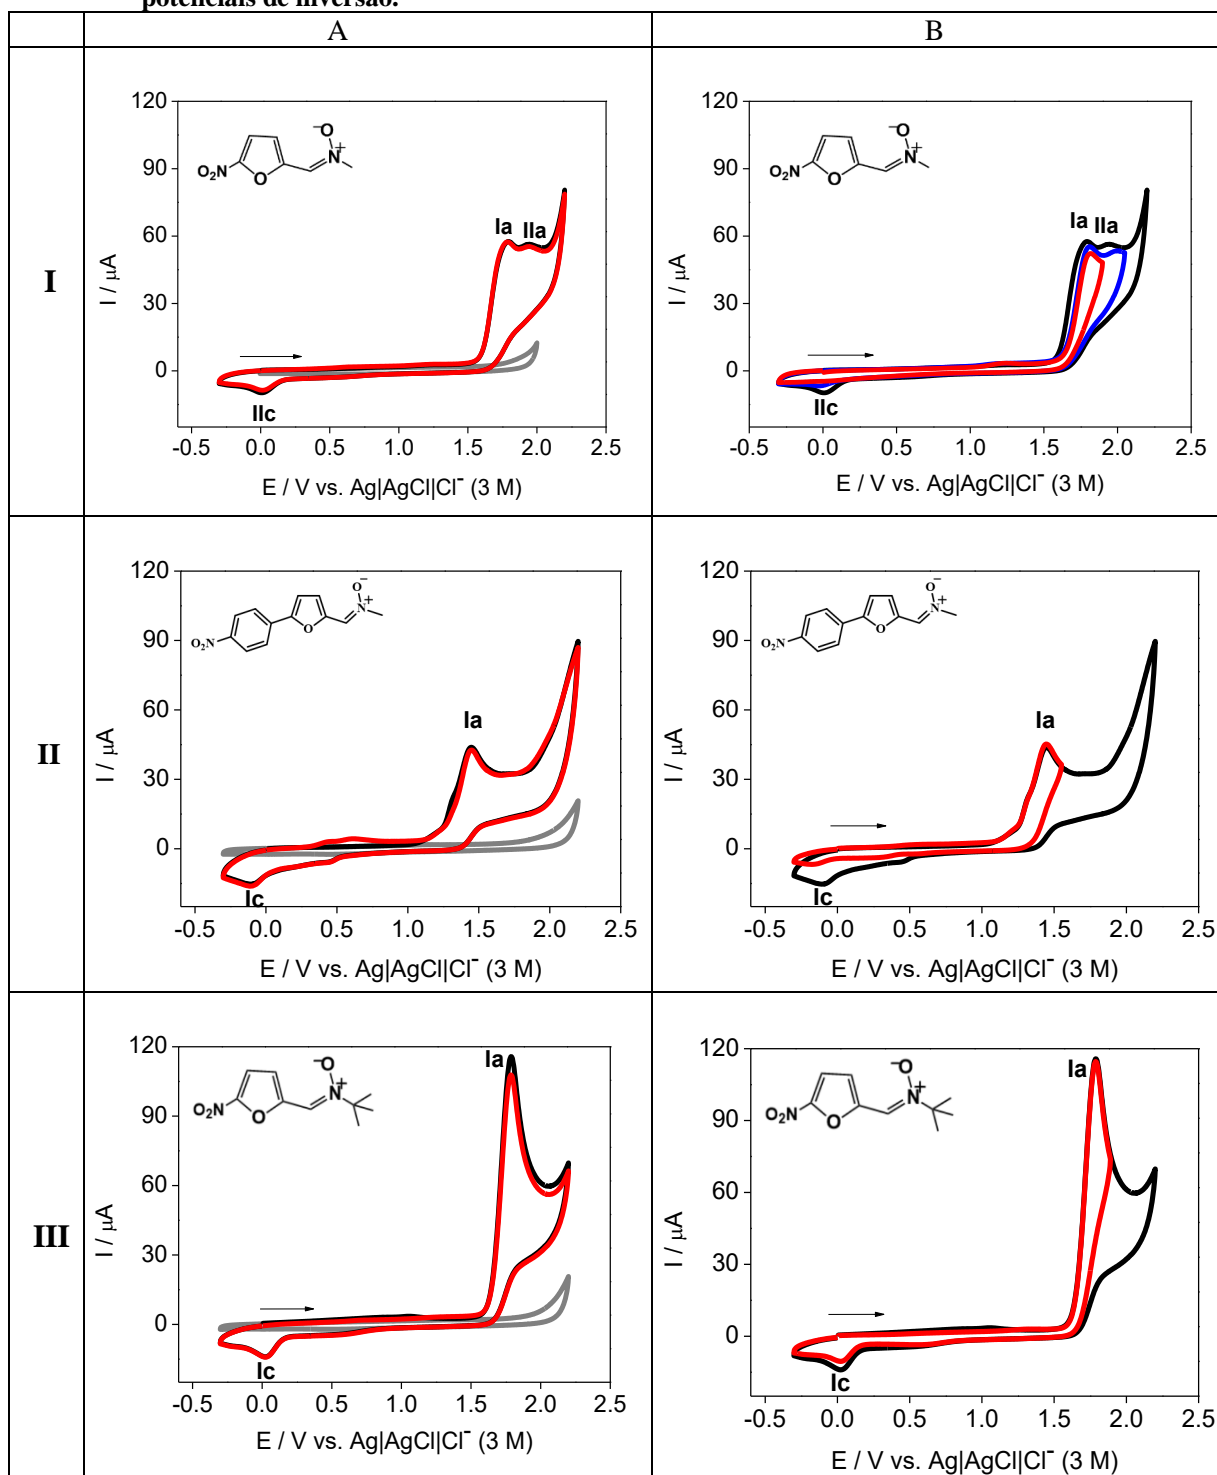 potenciais de inversão.
A B
I
120
90
60
30
0
I / µA
-0.5 0.0 0.5 1.0 1.5 2.0 2.5
E / V vs. Ag|AgCl|Cl⁻ (3 M)
O₂N O N⁺ ⁻O
Ia IIa
IIc
120
90
60
30
0
I / µA
-0.5 0.0 0.5 1.0 1.5 2.0 2.5
E / V vs. Ag|AgCl|Cl⁻ (3 M)
O₂N O N⁺ ⁻O
Ia IIa
IIc
II
120
90
60
30
0
I / µA
-0.5 0.0 0.5 1.0 1.5 2.0 2.5
E / V vs. Ag|AgCl|Cl⁻ (3 M)
O₂N O N⁺ O⁻
Ia
Ic
120
90
60
30
0
I / µA
-0.5 0.0 0.5 1.0 1.5 2.0 2.5
E / V vs. Ag|AgCl|Cl⁻ (3 M)
O₂N O N⁺ O⁻
Ia
Ic
III
120
90
60
30
0
I / µA
-0.5 0.0 0.5 1.0 1.5 2.0 2.5
E / V vs. Ag|AgCl|Cl⁻ (3 M)
O₂N O N⁺ ⁻O
Ia
Ic
120
90
60
30
0
I / µA
-0.5 0.0 0.5 1.0 1.5 2.0 2.5
E / V vs. Ag|AgCl|Cl⁻ (3 M)
O₂N O N⁺ ⁻O
Ia
Ic